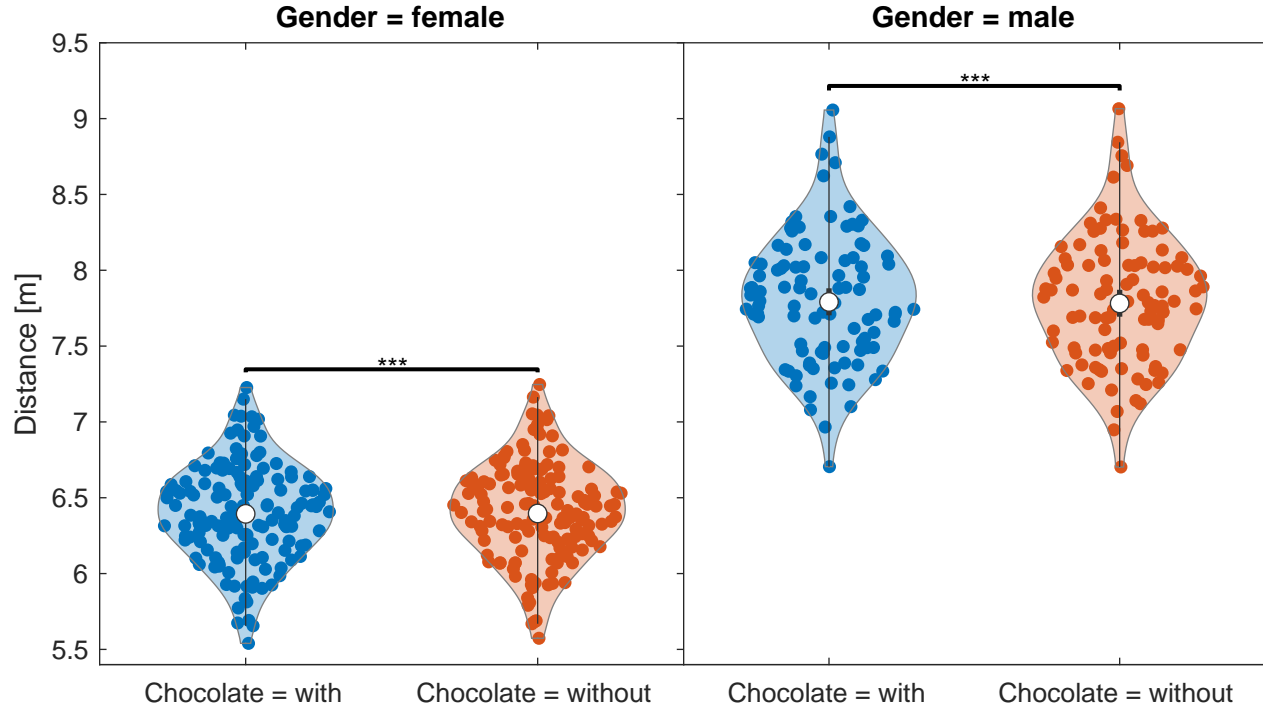 Gender = female
Gender = male
9.5
9
8.5
8
7.5
7
6.5
6
5.5
Distance [m]
***
***
Chocolate = with
Chocolate = without
Chocolate = with
Chocolate = without